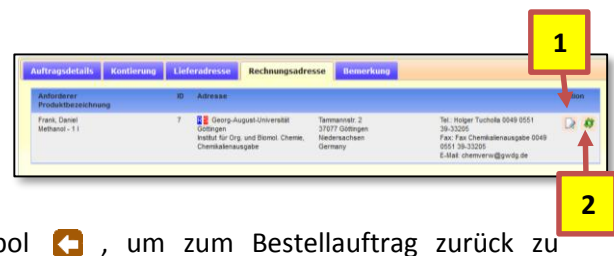 1
Auftragsdetails Kontierung Lieferadresse Rechnungsadresse Bemerkung
Anforderer ID Adresse tion
Produktbezeichnung
Frank, Daniel 7 Georg-August-Universität Tammannstr. 2 Tel.: Holger Tucholla 0049 0551
Methanol - 1 l Göttingen 37077 Göttingen 39-33205
Institut für Org. und Biomol. Chemie, Niedersachsen Fax: Fax Chemikalienausgabe 0049
Chemikalienausgabe Germany 0551 39-33205
E-Mail: chemverw@gwdg.de
2
bol , um zum Bestellauftrag zurück zu